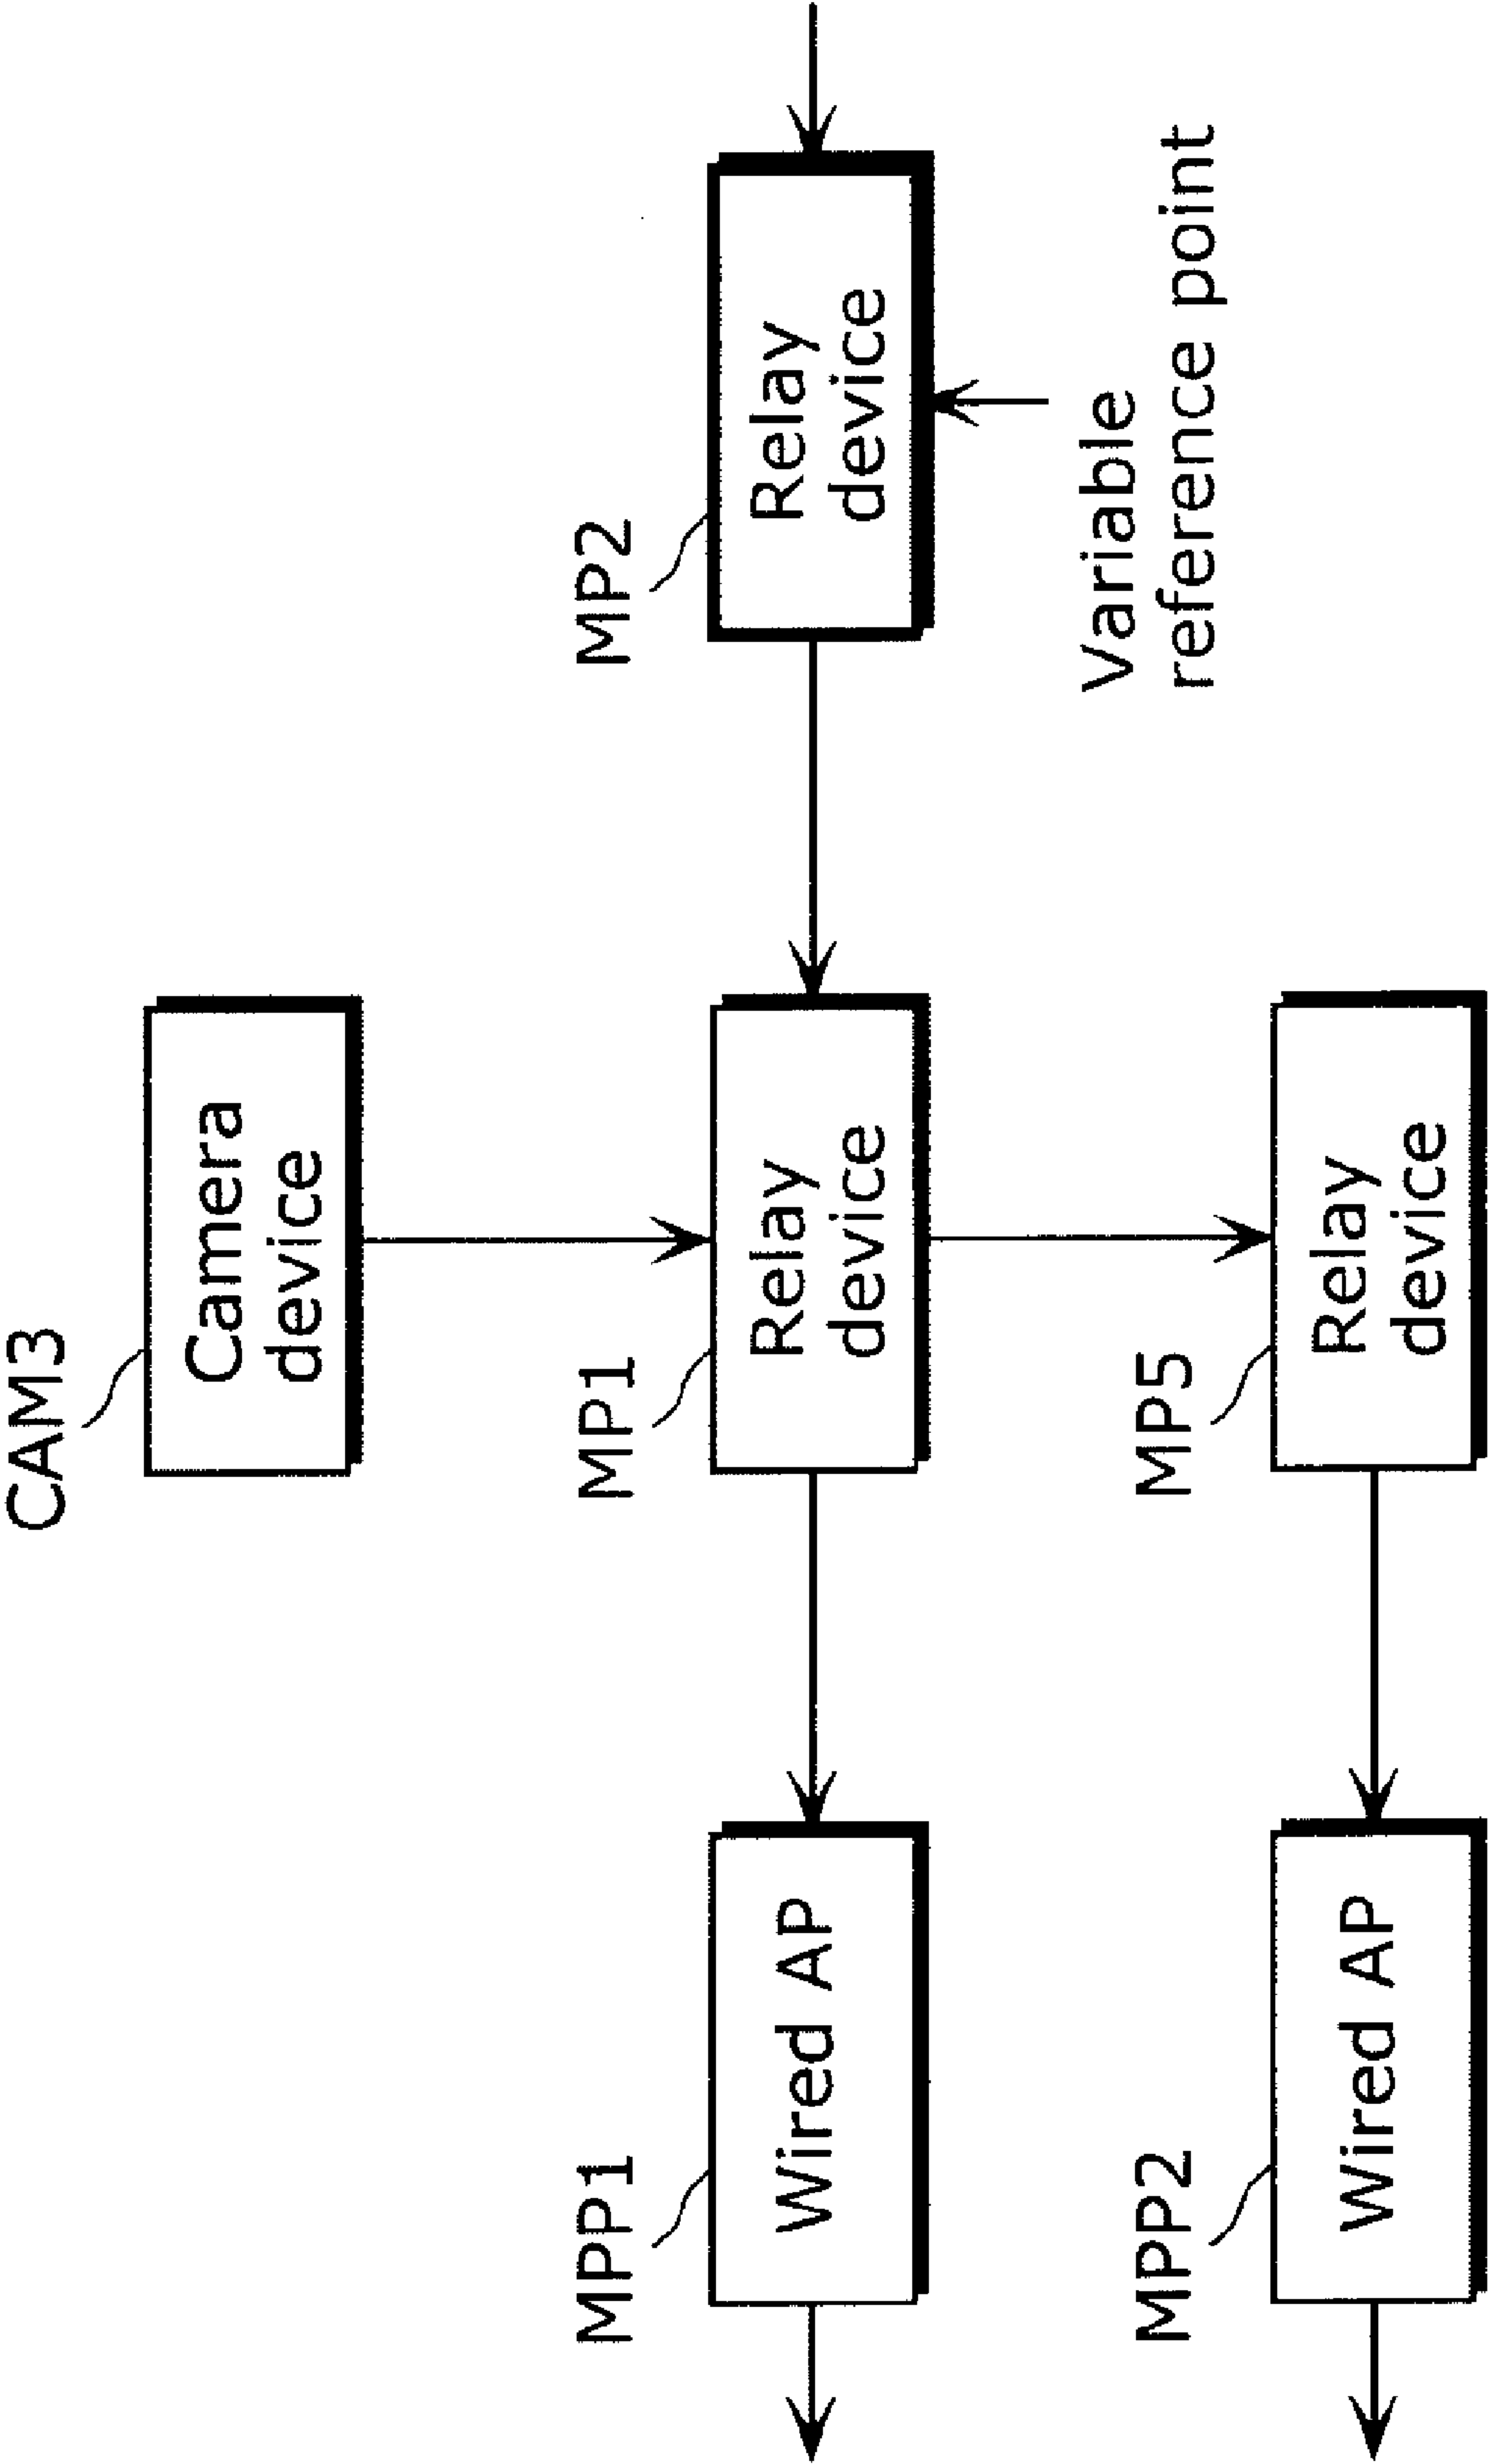 CAM3
Camera
device
MPP1
Wired AP
MP1
Relay
device
MP2
Relay
device
Variable
reference point
MPP2
Wired AP
MP5
Relay
device